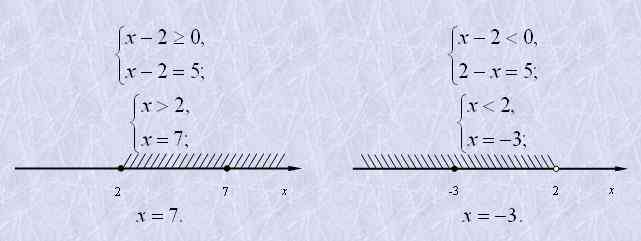 x − 2 ≥ 0,
x − 2 = 5;
x > 2,
x = 7;
2 7 x
x = 7.
x − 2 < 0,
2 − x = 5;
x < 2,
x = −3;
-3 2 x
x = −3.